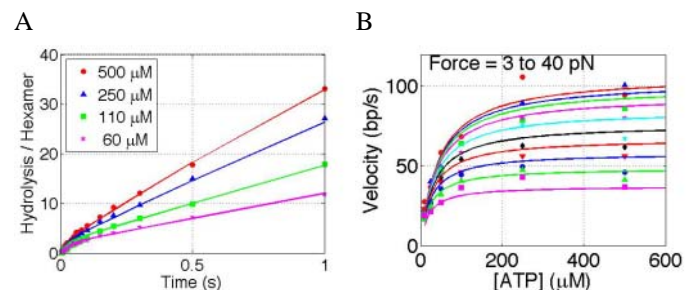 A
B
40
30
20
10
0
Hydrolysis / Hexamer
500 μM
250 μM
110 μM
60 μM
0
0.5
1
Time (s)
Force = 3 to 40 pN
100
50
0
Velocity (bp/s)
0
200
400
600
[ATP] (μM)